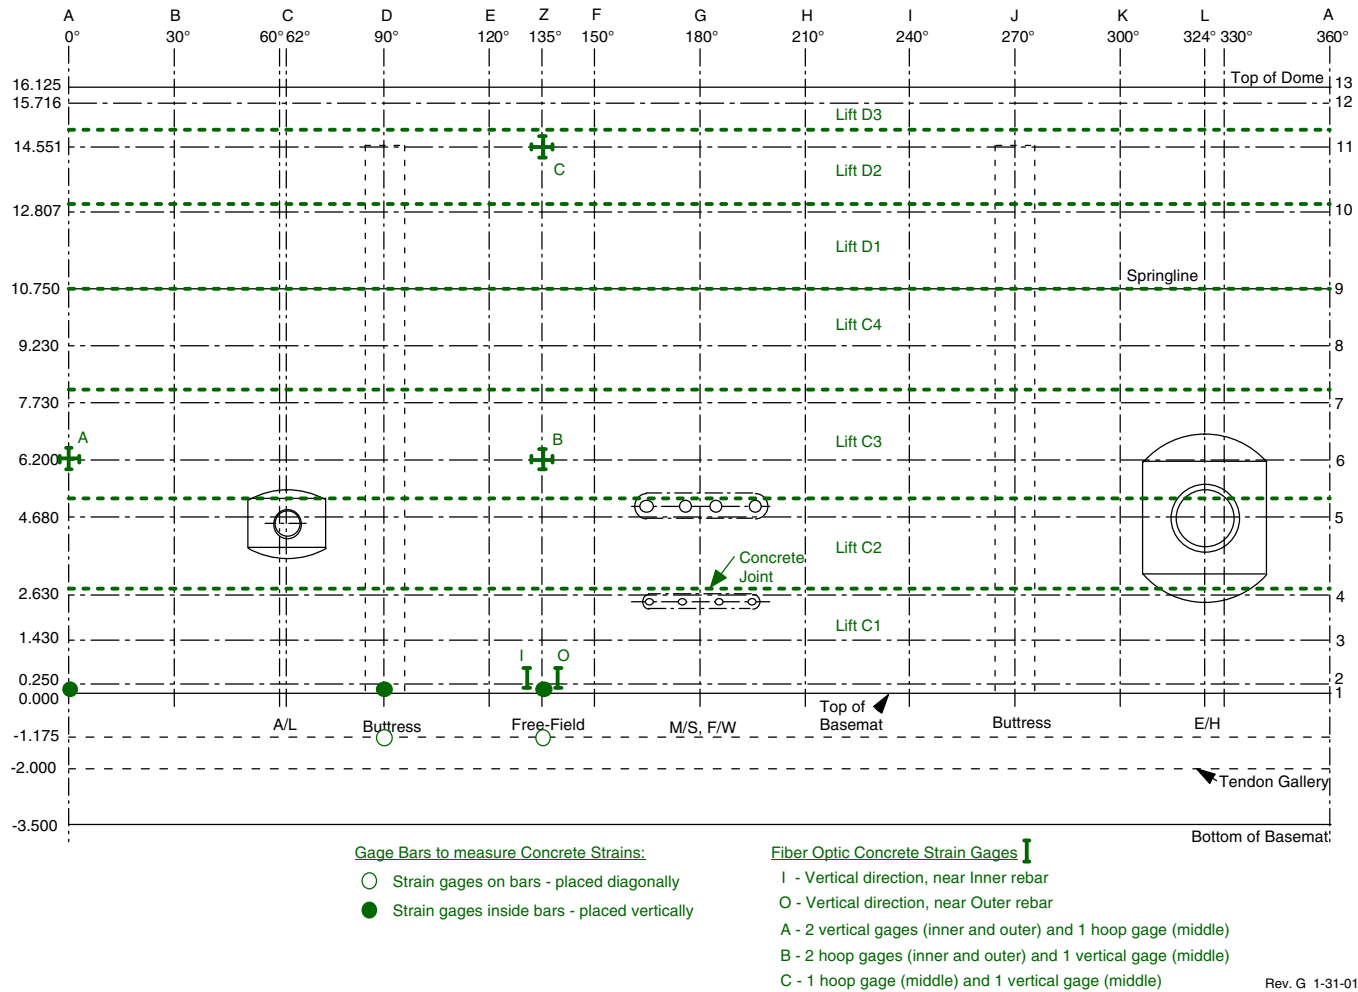 A B C D E Z F G H I J K L A
0° 30° 60° 62° 90° 120° 135° 150° 180° 210° 240° 270° 300° 324° 330° 360°
16.125 Top of Dome 13
15.716 12
Lift D3
14.551 11
C Lift D2
12.807 10
Lift D1
Springline
10.750 9
Lift C4
9.230 8
7.730 7
A B Lift C3
6.200 6
4.680 5
Lift C2
Concrete
Joint
2.630 4
Lift C1
1.430 3
I O
0.250 2
0.000 1
Top of
Basemat
A/L Buttress Free-Field M/S, F/W Buttress E/H
-1.175
-2.000
Tendon Gallery
-3.500
Bottom of Basemat
Gage Bars to measure Concrete Strains:
Strain gages on bars - placed diagonally
Strain gages inside bars - placed vertically
Fiber Optic Concrete Strain Gages
I - Vertical direction, near Inner rebar
O - Vertical direction, near Outer rebar
A - 2 vertical gages (inner and outer) and 1 hoop gage (middle)
B - 2 hoop gages (inner and outer) and 1 vertical gage (middle)
C - 1 hoop gage (middle) and 1 vertical gage (middle)
Rev. G 1-31-01